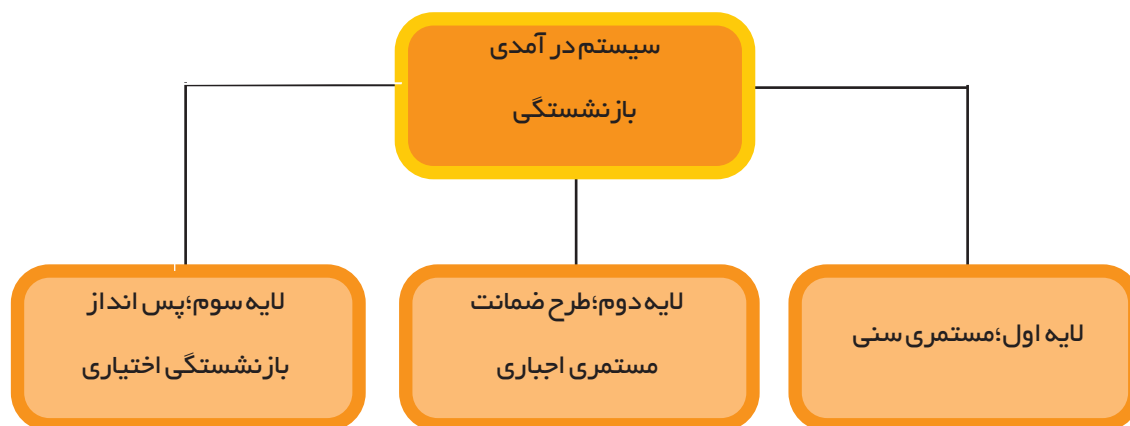 سیستم در آمدی
بازنشستگی
لایه اول؛مستمری سنی
لایه دوم؛طرح ضمانت
مستمری اجباری
لایه سوم؛پس انداز
بازنشستگی اختیاری